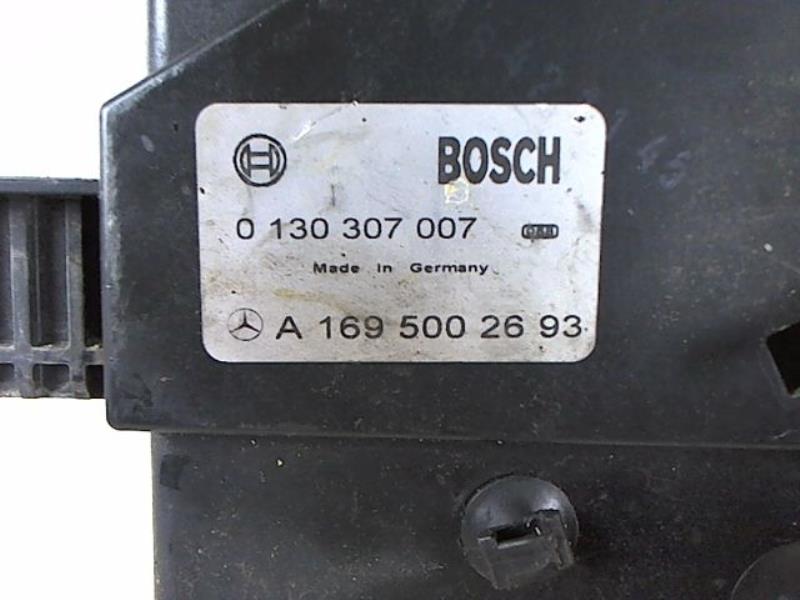 BOSCH
0 130 307 007
Made in Germany
A 169 500 26 93